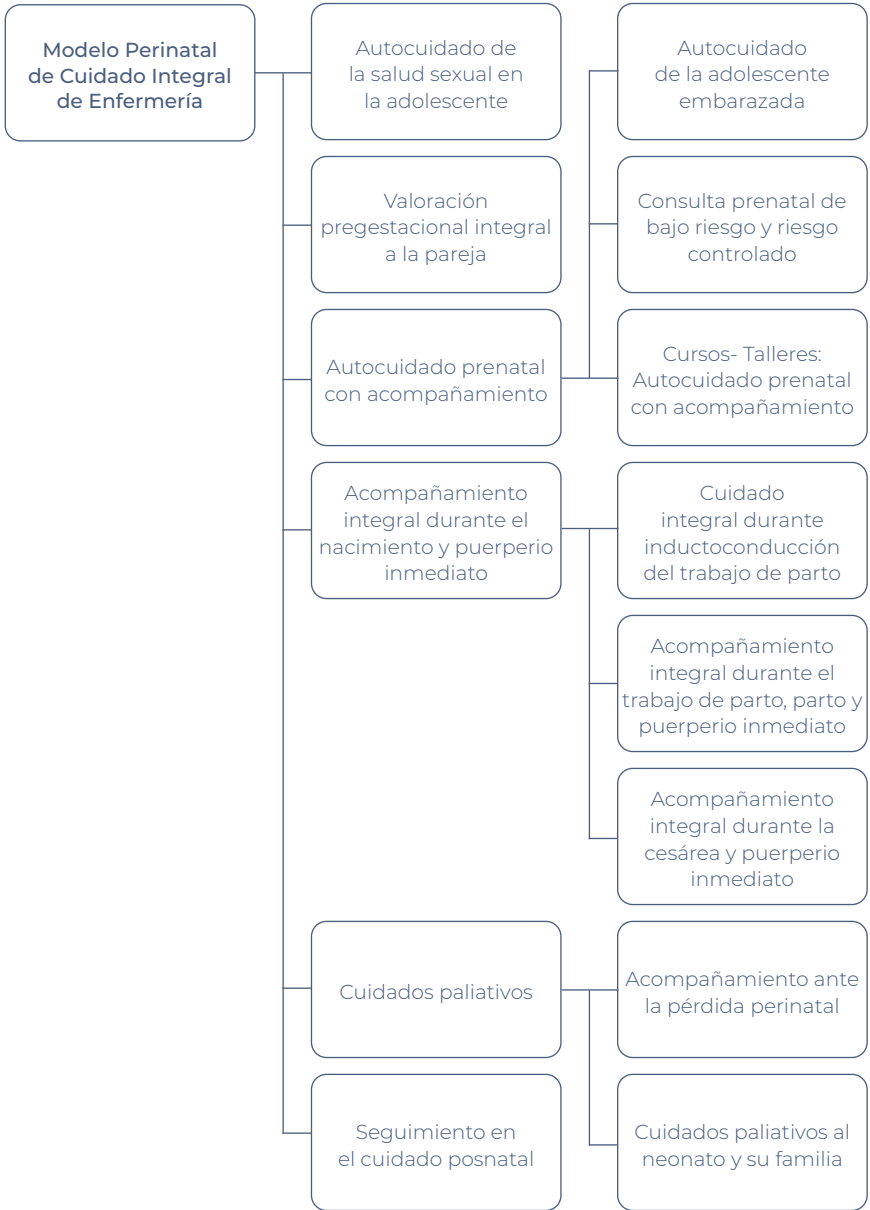 Modelo Perinatal
de Cuidado Integral
de Enfermería
Autocuidado de
la salud sexual en
la adolescente
Autocuidado
de la adolescente
embarazada
Valoración
pregestacional integral
a la pareja
Consulta prenatal de
bajo riesgo y riesgo
controlado
Autocuidado prenatal
con acompañamiento
Cursos- Talleres:
Autocuidado prenatal
con acompañamiento
Acompañamiento
integral durante el
nacimiento y puerperio
inmediato
Cuidado
integral durante
inductoconducción
del trabajo de parto
Acompañamiento
integral durante el
trabajo de parto, parto y
puerperio inmediato
Acompañamiento
integral durante la
cesárea y puerperio
inmediato
Cuidados paliativos
Acompañamiento ante
la pérdida perinatal
Seguimiento en
el cuidado posnatal
Cuidados paliativos al
neonato y su familia